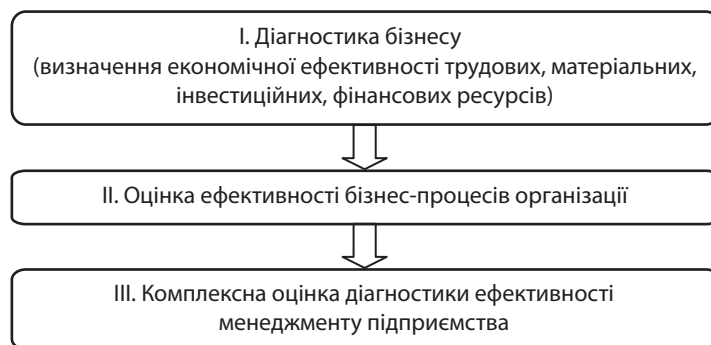 I. Діагностика бізнесу
(визначення економічної ефективності трудових, матеріальних,
інвестиційних, фінансових ресурсів)
II. Оцінка ефективності бізнес-процесів організації
III. Комплексна оцінка діагностики ефективності
менеджменту підприємства